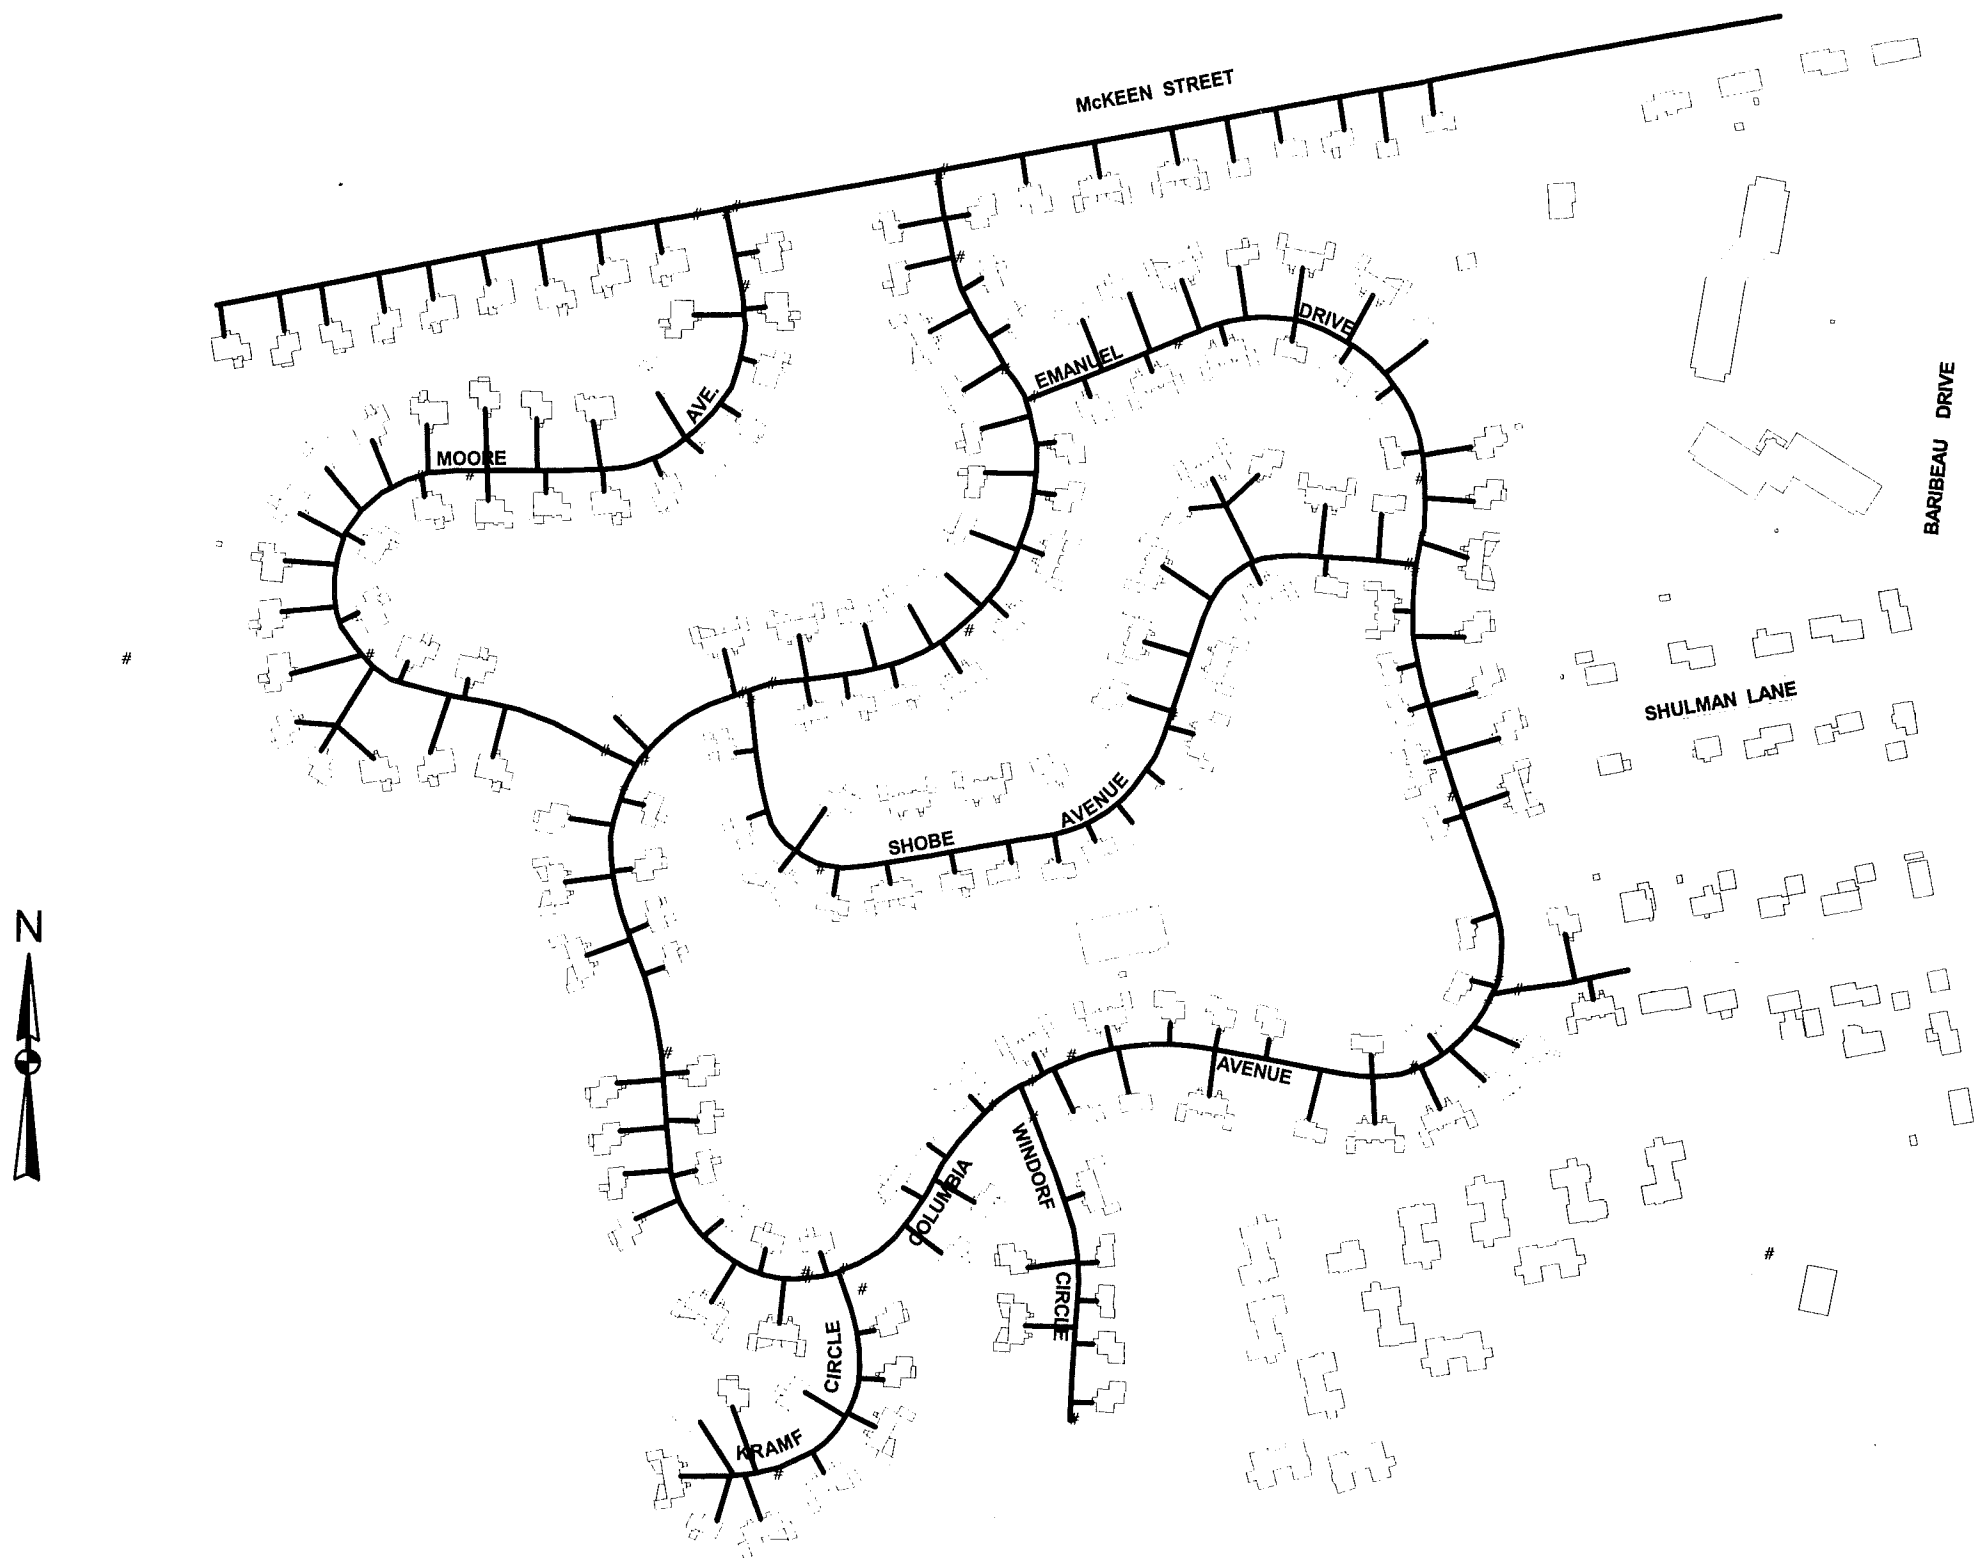 McKEEN STREET
DRIVE
EMANUEL
AVE.
MOORE
BARIBEAU DRIVE
SHULMAN LANE
AVENUE
SHOBE
N
AVENUE
WINDORF
COLUMBIA
CIRCLE
CIRCLE
KRAMF